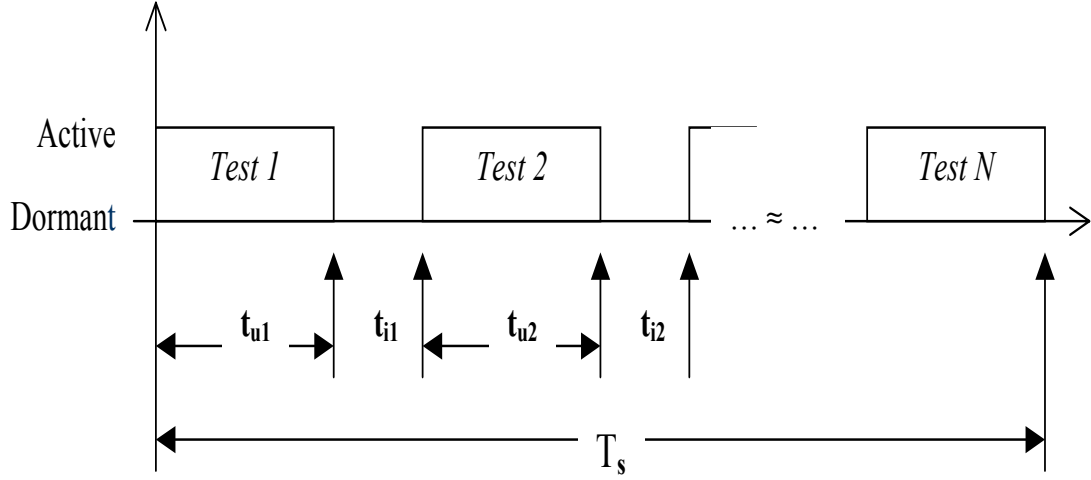 Active
Test 1
Test 2
Test N
Dormant
… ≈ …
tu1
ti1
tu2
ti2
Ts